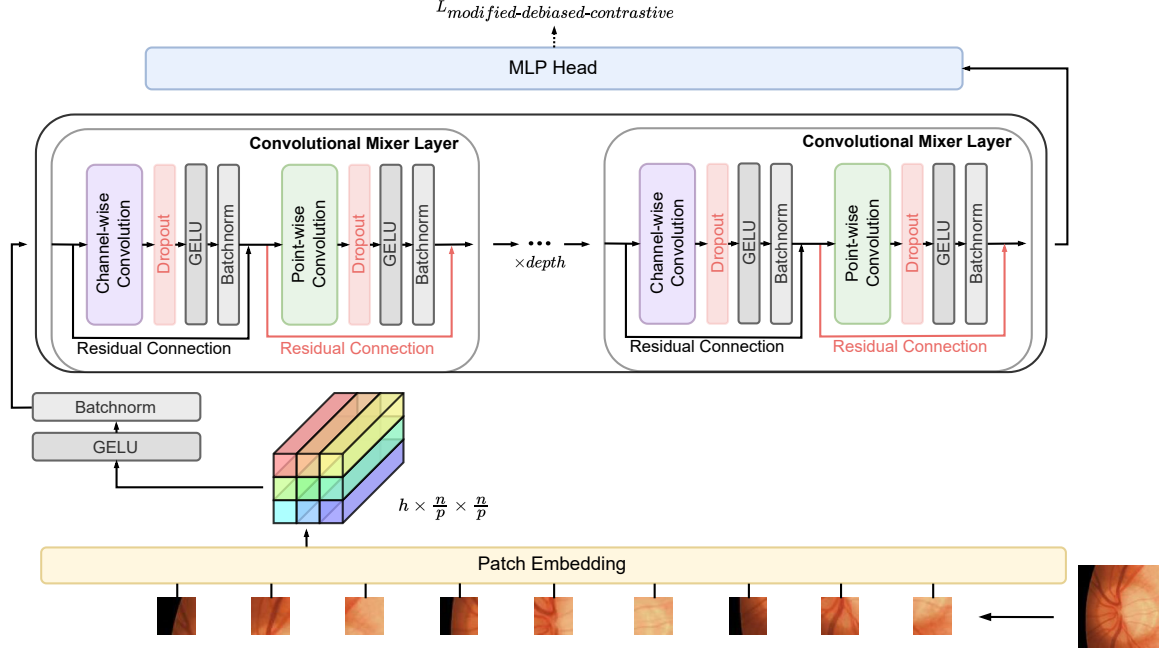 L modified-debiased-contrastive
MLP Head
Convolutional Mixer Layer
Channel-wise
Convolution
Dropout
GELU
Batchnorm
Point-wise
Convolution
Dropout
GELU
Batchnorm
Residual Connection
Residual Connection
×depth
Convolutional Mixer Layer
Channel-wise
Convolution
Dropout
GELU
Batchnorm
Point-wise
Convolution
Dropout
GELU
Batchnorm
Residual Connection
Residual Connection
Batchnorm
GELU
h × n/p × n/p
Patch Embedding